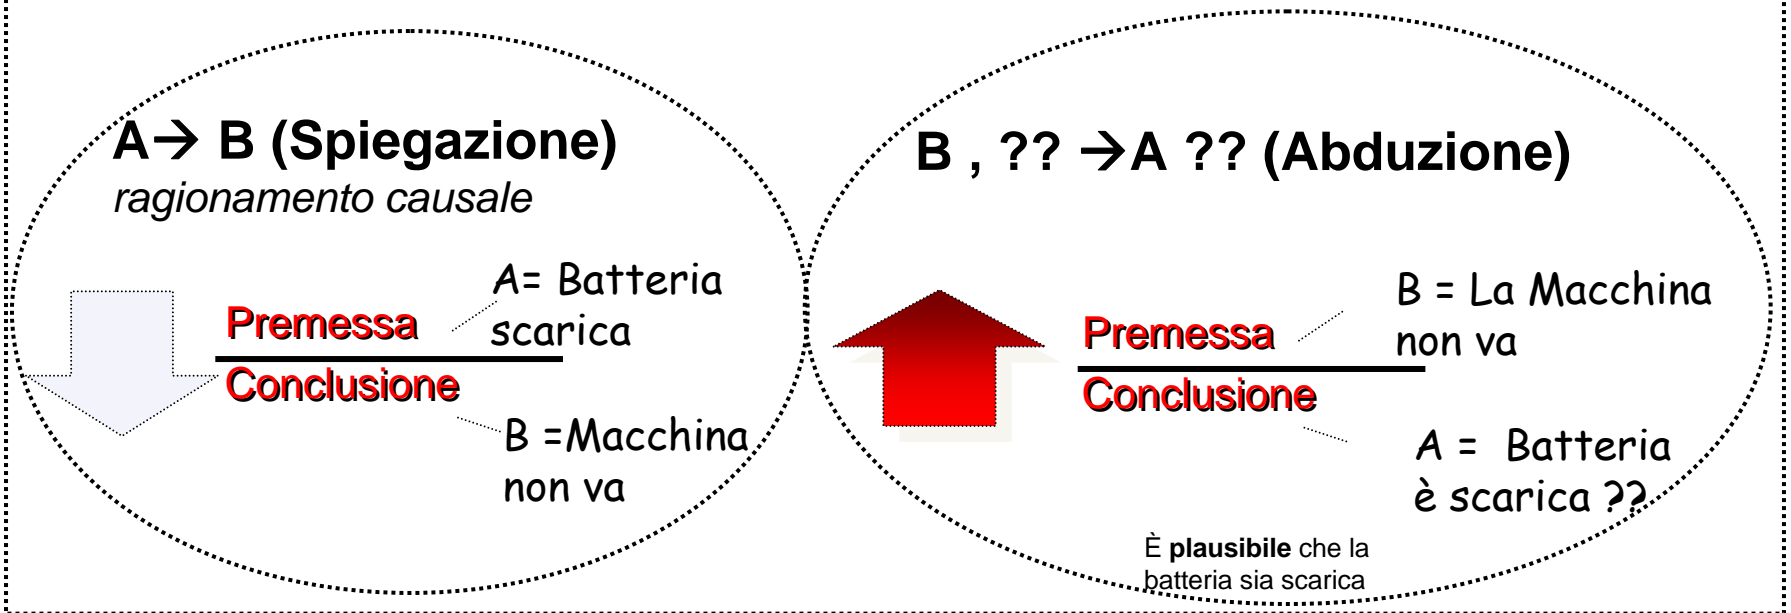 A→ B (Spiegazione)
ragionamento causale
A= Batteria
scarica
Premessa
Conclusione
B =Macchina
non va
B , ?? →A ?? (Abduzione)
B = La Macchina
non va
Premessa
Conclusione
A = Batteria
è scarica ??
È plausibile che la
batteria sia scarica